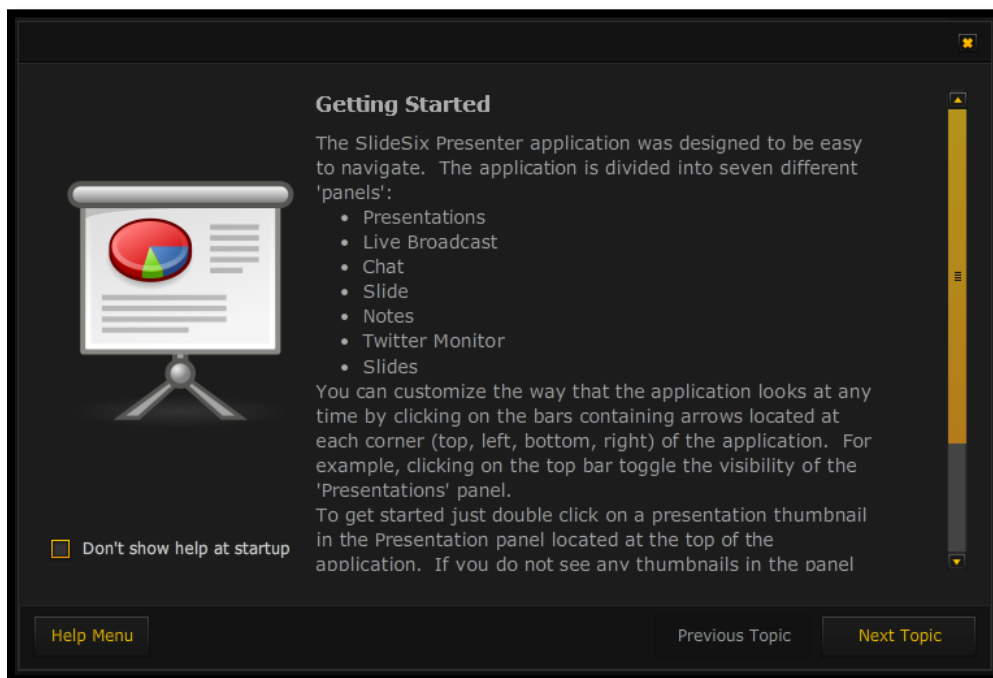 Getting Started
The SlideSix Presenter application was designed to be easy
to navigate.  The application is divided into seven different
'panels':
• Presentations
• Live Broadcast
• Chat
• Slide
• Notes
• Twitter Monitor
• Slides
You can customize the way that the application looks at any
time by clicking on the bars containing arrows located at
each corner (top, left, bottom, right) of the application.  For
example, clicking on the top bar toggle the visibility of the
'Presentations' panel.
To get started just double click on a presentation thumbnail
in the Presentation panel located at the top of the
application.  If you do not see any thumbnails in the panel
Don't show help at startup
Help Menu
Previous Topic
Next Topic